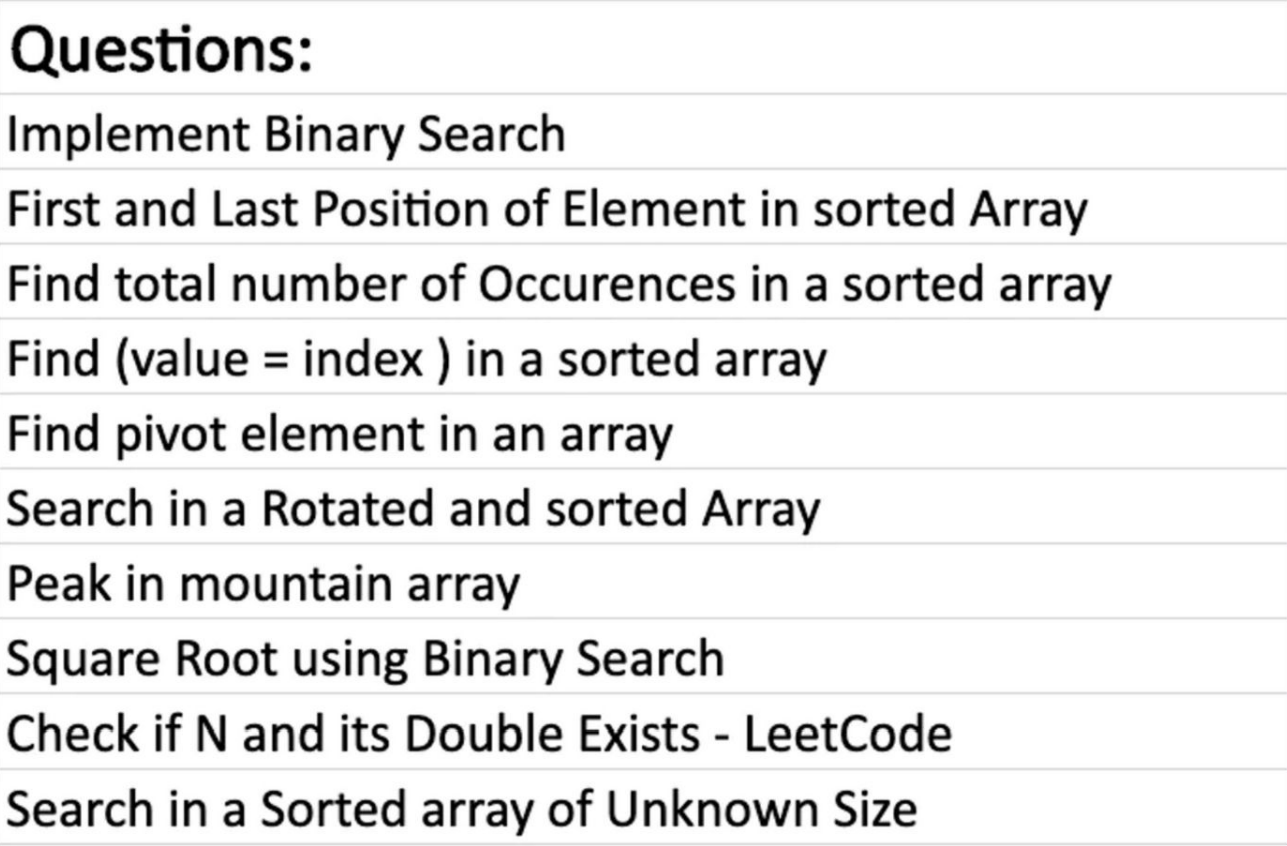 Questions:
Implement Binary Search
First and Last Position of Element in sorted Array
Find total number of Occurences in a sorted array
Find (value = index ) in a sorted array
Find pivot element in an array
Search in a Rotated and sorted Array
Peak in mountain array
Square Root using Binary Search
Check if N and its Double Exists - LeetCode
Search in a Sorted array of Unknown Size